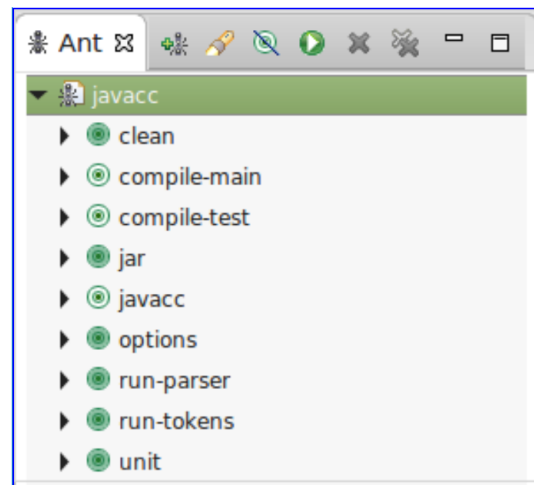 Ant
javacc
clean
compile-main
compile-test
jar
javacc
options
run-parser
run-tokens
unit